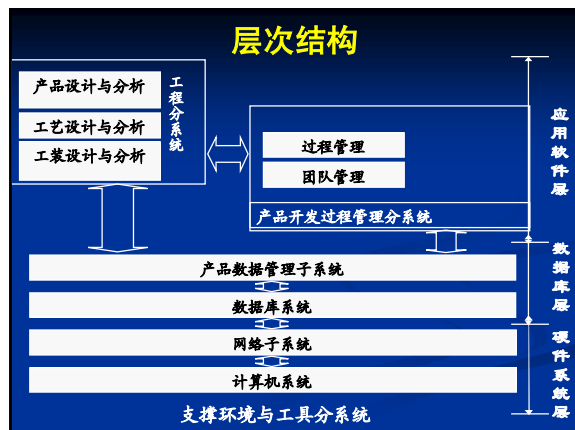 层次结构
产品设计与分析
工艺设计与分析
工装设计与分析
工程分系统
过程管理
团队管理
产品开发过程管理分系统
应用软件层
产品数据管理子系统
数据库系统
数据库层
网络子系统
计算机系统
硬件系统层
支撑环境与工具分系统